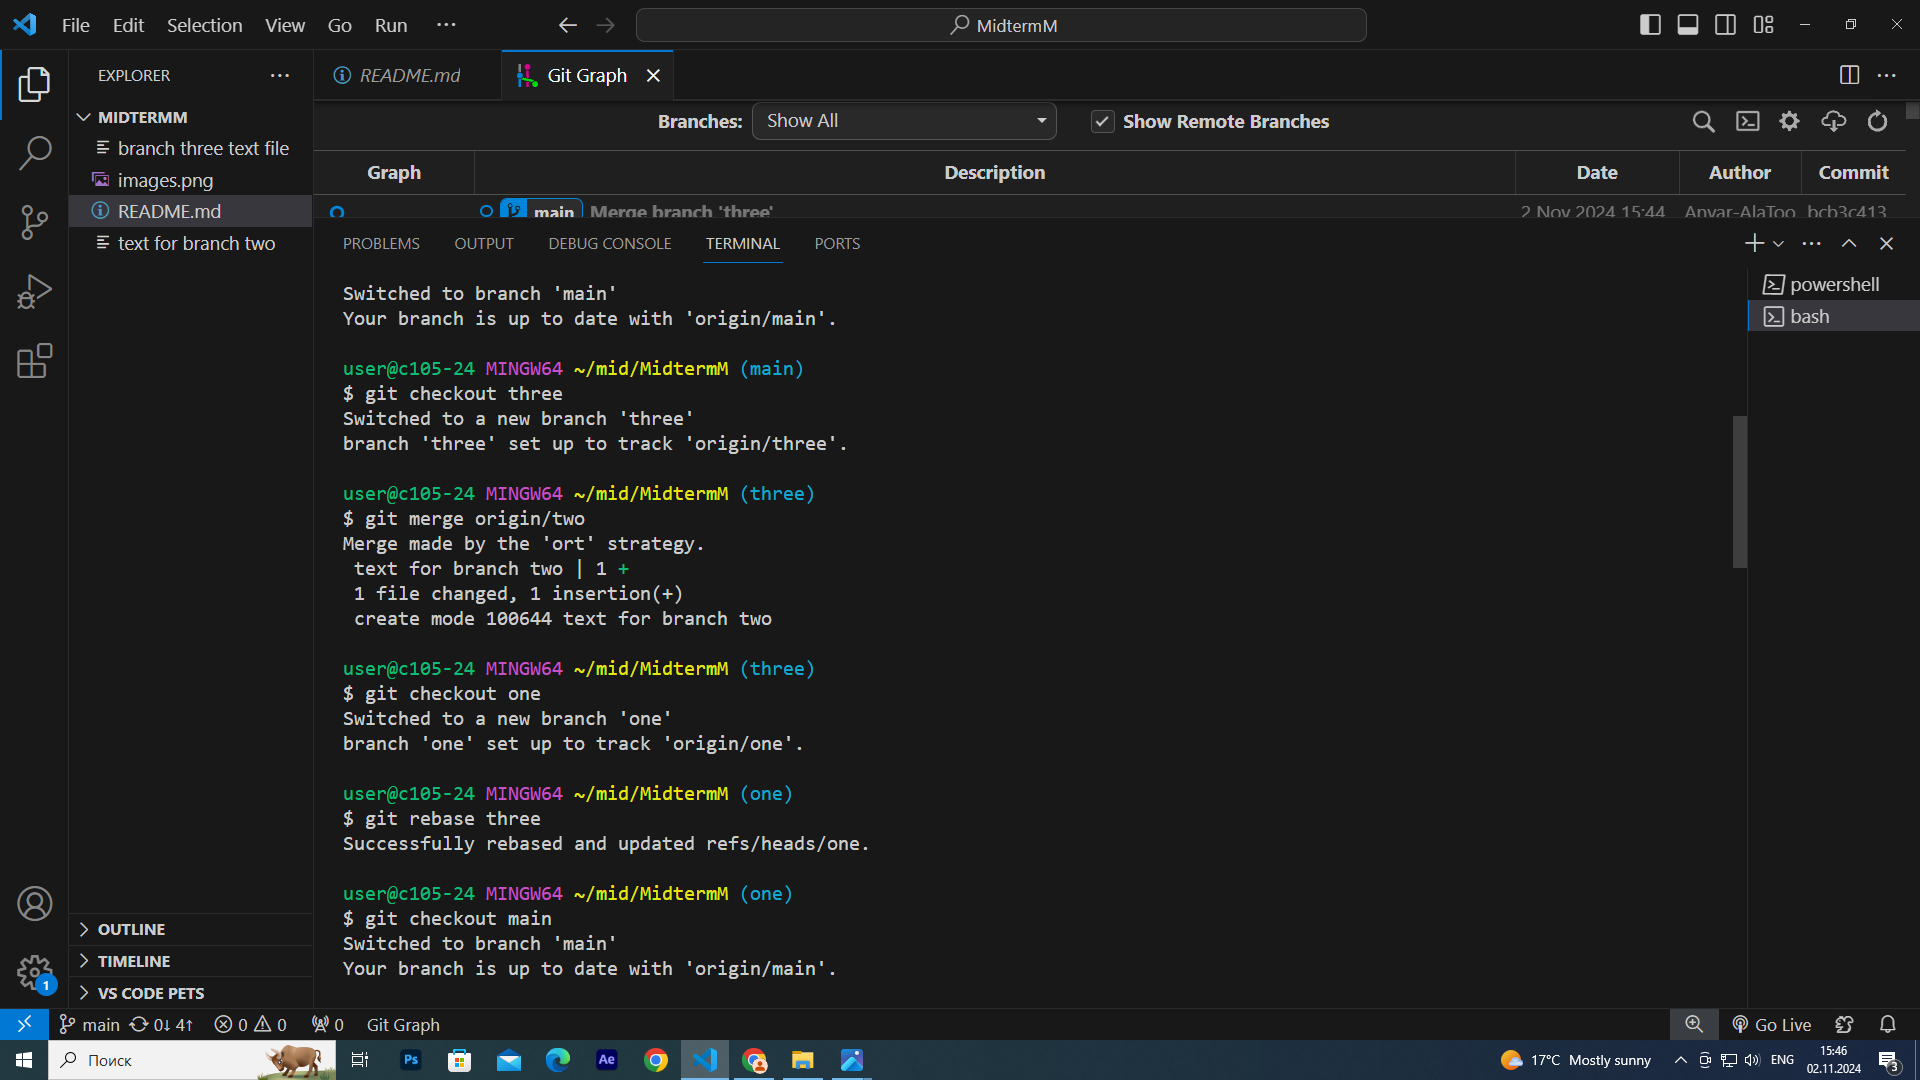 File Edit Selection View Go Run ···
MidtermM
EXPLORER
README.md
Git Graph
MIDTERMM
branch three text file
images.png
README.md
text for branch two
Branches: Show All Show Remote Branches
Graph Description Date Author Commit
main Merge branch 'three' 2 Nov 2024 15:44 Anvar-AlaToo bcb3c413
PROBLEMS OUTPUT DEBUG CONSOLE TERMINAL PORTS
powershell
bash
Switched to branch 'main'
Your branch is up to date with 'origin/main'.
user@c105-24 MINGW64 ~/mid/MidtermM (main)
$ git checkout three
Switched to a new branch 'three'
branch 'three' set up to track 'origin/three'.
user@c105-24 MINGW64 ~/mid/MidtermM (three)
$ git merge origin/two
Merge made by the 'ort' strategy.
text for branch two | 1 +
1 file changed, 1 insertion(+)
create mode 100644 text for branch two
user@c105-24 MINGW64 ~/mid/MidtermM (three)
$ git checkout one
Switched to a new branch 'one'
branch 'one' set up to track 'origin/one'.
user@c105-24 MINGW64 ~/mid/MidtermM (one)
$ git rebase three
Successfully rebased and updated refs/heads/one.
user@c105-24 MINGW64 ~/mid/MidtermM (one)
$ git checkout main
Switched to branch 'main'
Your branch is up to date with 'origin/main'.
OUTLINE
TIMELINE
VS CODE PETS
1
main 0↓ 4↑ 0 0 0 Git Graph
Go Live
Поиск
Ps
Ae
17°C Mostly sunny
ENG
15:46
02.11.2024
3